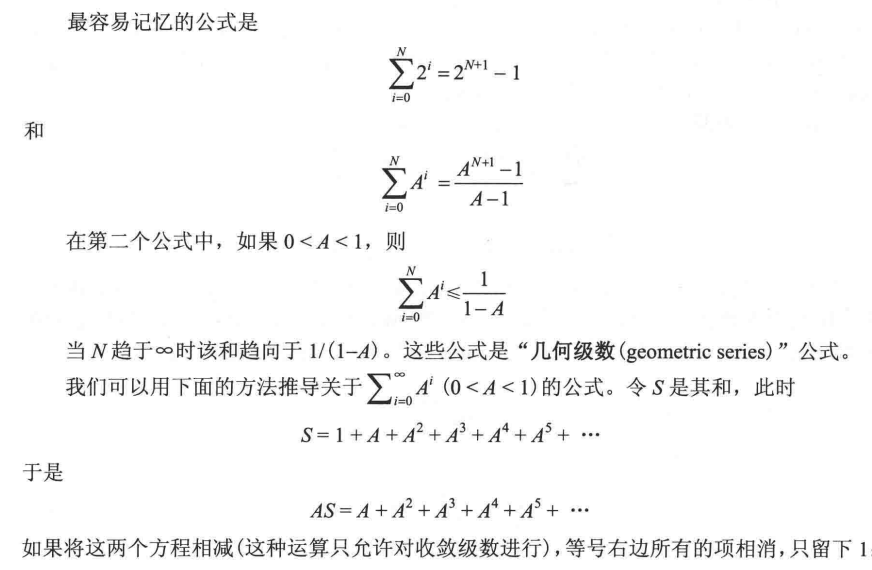 最容易记忆的公式是
\sum_{i=0}^{N} 2^i = 2^{N+1} - 1
和
\sum_{i=0}^{N} A^i = \frac{A^{N+1} - 1}{A - 1}
在第二个公式中，如果 0 < A < 1，则
\sum_{i=0}^{N} A^i \leqslant \frac{1}{1 - A}
当 N 趋于∞时该和趋向于 1/(1–A)。这些公式是“几何级数(geometric series)”公式。
我们可以用下面的方法推导关于 \sum_{i=0}^{\infty} A^i (0 < A < 1)的公式。令 S 是其和，此时
S = 1 + A + A^2 + A^3 + A^4 + A^5 + ⋯
于是
AS = A + A^2 + A^3 + A^4 + A^5 + ⋯
如果将这两个方程相减(这种运算只允许对收敛级数进行)，等号右边所有的项相消，只留下 1